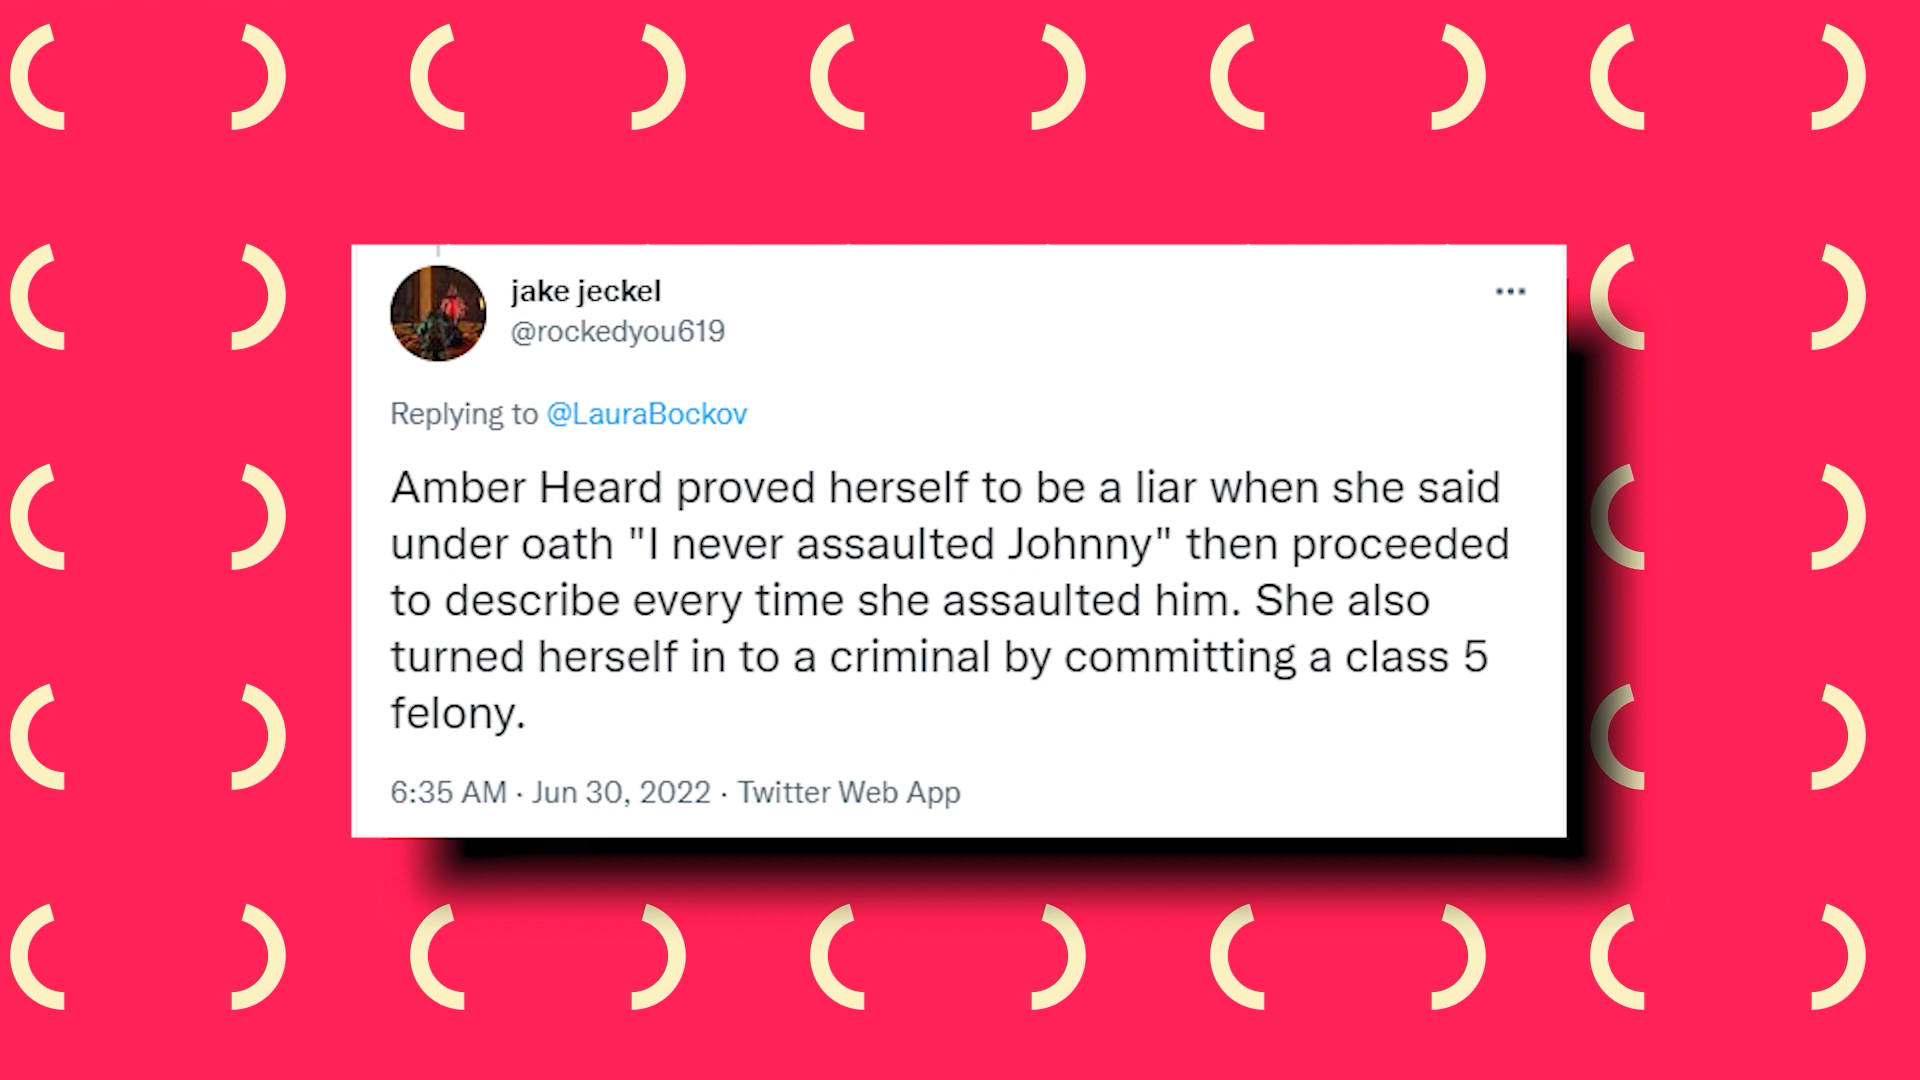 jake jeckel
@rockedyou619
Replying to @LauraBockov
Amber Heard proved herself to be a liar when she said
under oath "I never assaulted Johnny" then proceeded
to describe every time she assaulted him. She also
turned herself in to a criminal by committing a class 5
felony.
6:35 AM · Jun 30, 2022 · Twitter Web App